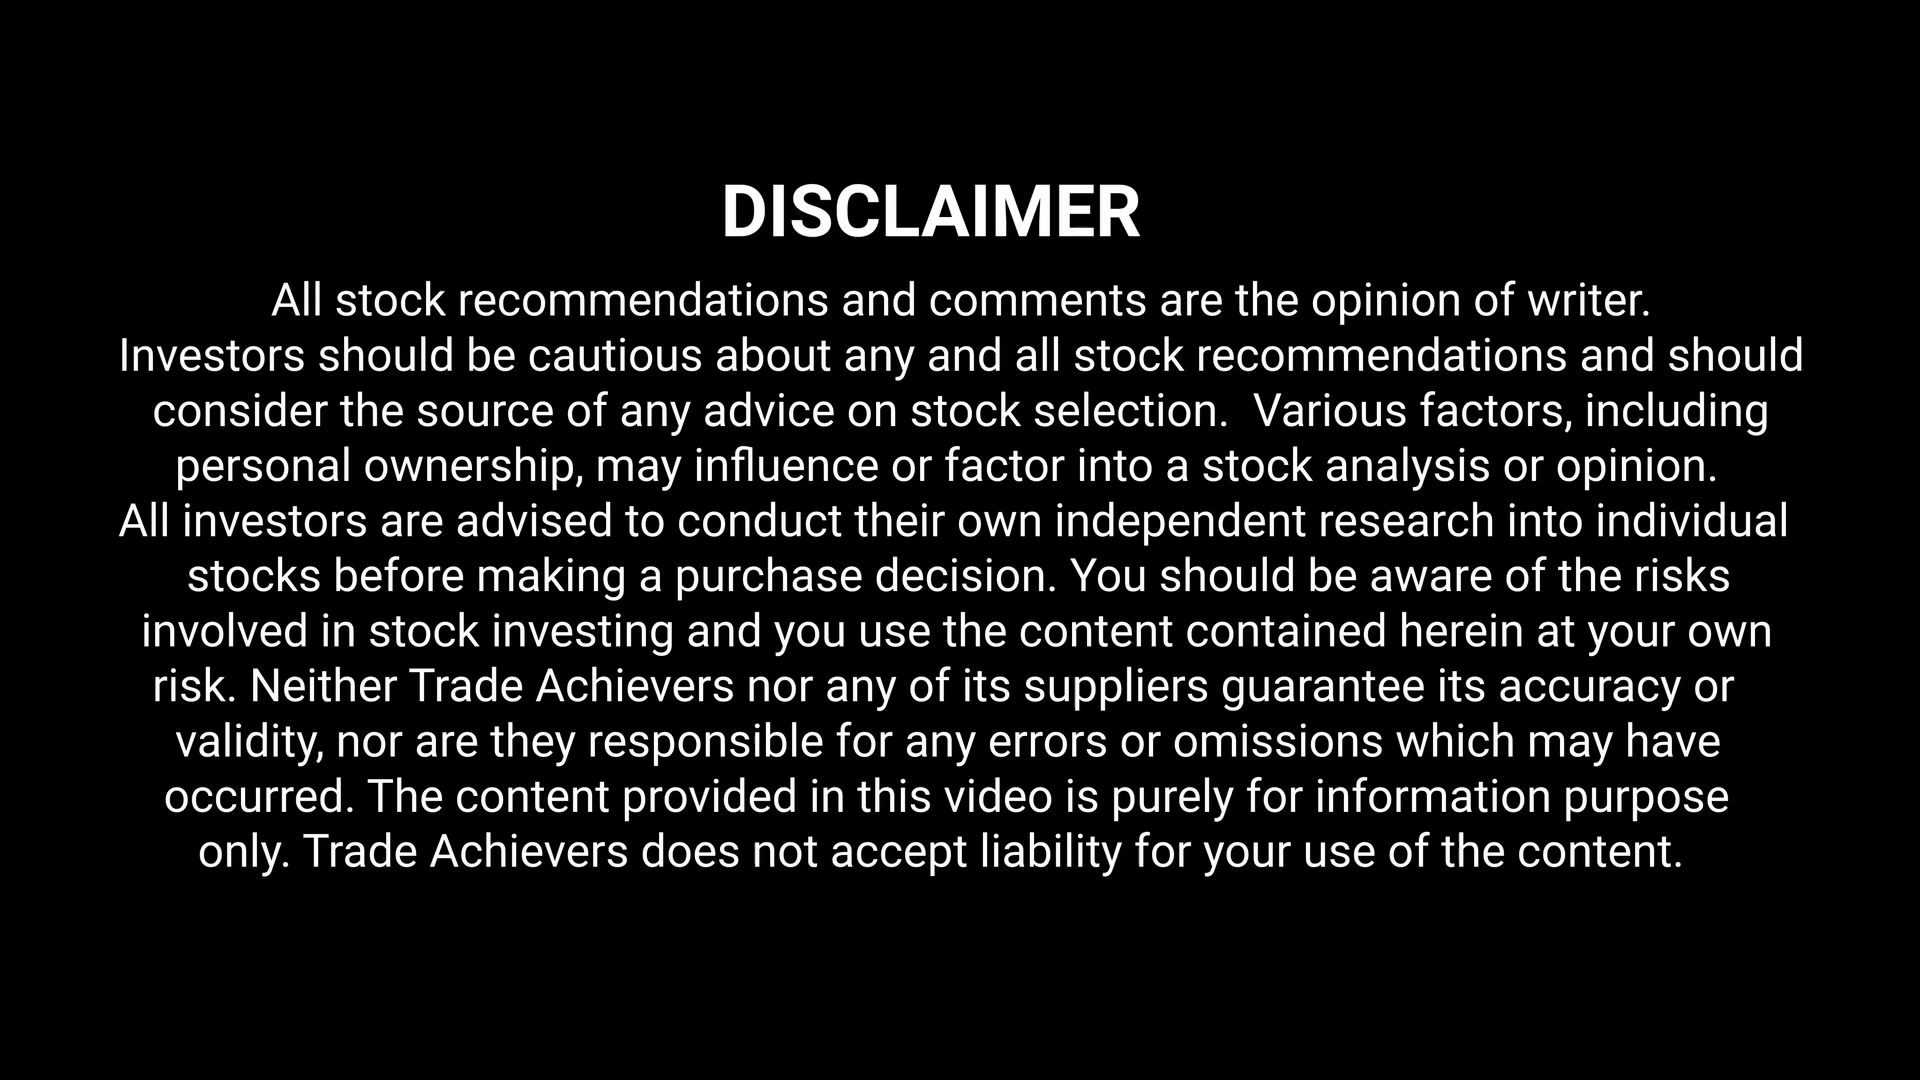 DISCLAIMER
All stock recommendations and comments are the opinion of writer.
Investors should be cautious about any and all stock recommendations and should
consider the source of any advice on stock selection.  Various factors, including
personal ownership, may influence or factor into a stock analysis or opinion.
All investors are advised to conduct their own independent research into individual
stocks before making a purchase decision. You should be aware of the risks
involved in stock investing and you use the content contained herein at your own
risk. Neither Trade Achievers nor any of its suppliers guarantee its accuracy or
validity, nor are they responsible for any errors or omissions which may have
occurred. The content provided in this video is purely for information purpose
only. Trade Achievers does not accept liability for your use of the content.